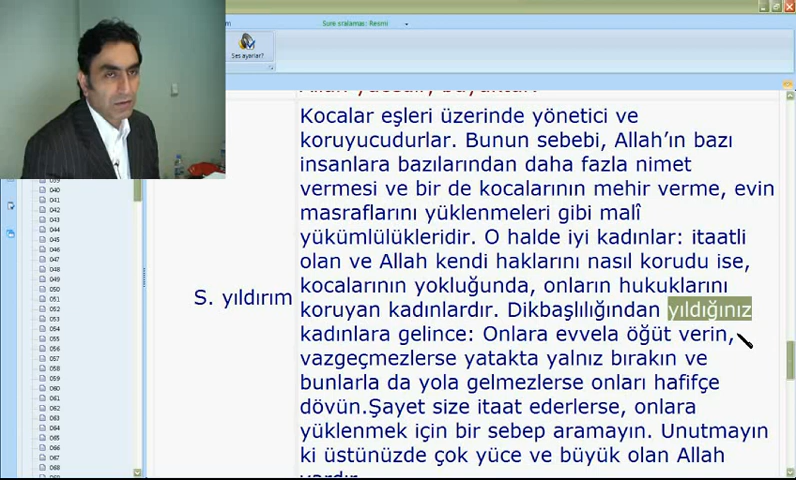 Sure sıralaması: Resmi
Ses ayarlar?
Allah yücedir, büyüktür.
Kocalar eşleri üzerinde yönetici ve
koruyucudurlar. Bunun sebebi, Allah’ın bazı
insanlara bazılarından daha fazla nimet
vermesi ve bir de kocalarının mehir verme, evin
masraflarını yüklenmeleri gibi malî
yükümlülükleridir. O halde iyi kadınlar: itaatli
olan ve Allah kendi haklarını nasıl korudu ise,
kocalarının yokluğunda, onların hukuklarını
S. yıldırım
koruyan kadınlardır. Dikbaşlılığından yıldığınız
kadınlara gelince: Onlara evvela öğüt verin,
vazgeçmezlerse yatakta yalnız bırakın ve
bunlarla da yola gelmezlerse onları hafifçe
dövün.Şayet size itaat ederlerse, onlara
yüklenmek için bir sebep aramayın. Unutmayın
ki üstünüzde çok yüce ve büyük olan Allah
vardır.
039
040
041
042
043
044
045
046
047
048
049
050
051
052
053
054
055
056
057
058
059
060
061
062
063
064
065
066
067
068